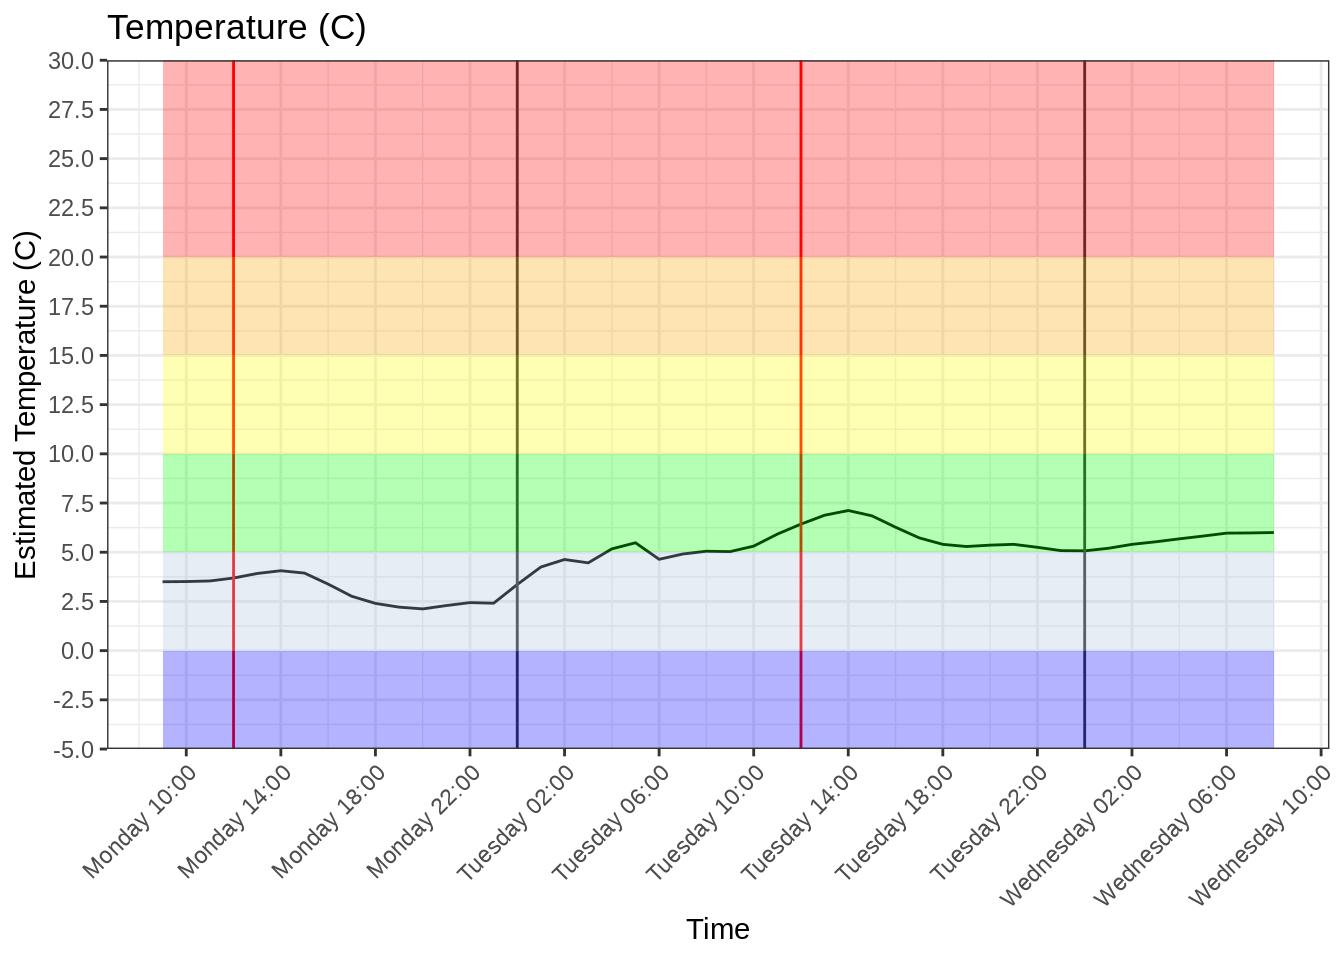 Temperature (C)
Estimated Temperature (C)
30.0
27.5
25.0
22.5
20.0
17.5
15.0
12.5
10.0
7.5
5.0
2.5
0.0
-2.5
-5.0
Monday 10:00
Monday 14:00
Monday 18:00
Monday 22:00
Tuesday 02:00
Tuesday 06:00
Tuesday 10:00
Tuesday 14:00
Tuesday 18:00
Tuesday 22:00
Wednesday 02:00
Wednesday 06:00
Wednesday 10:00
Time